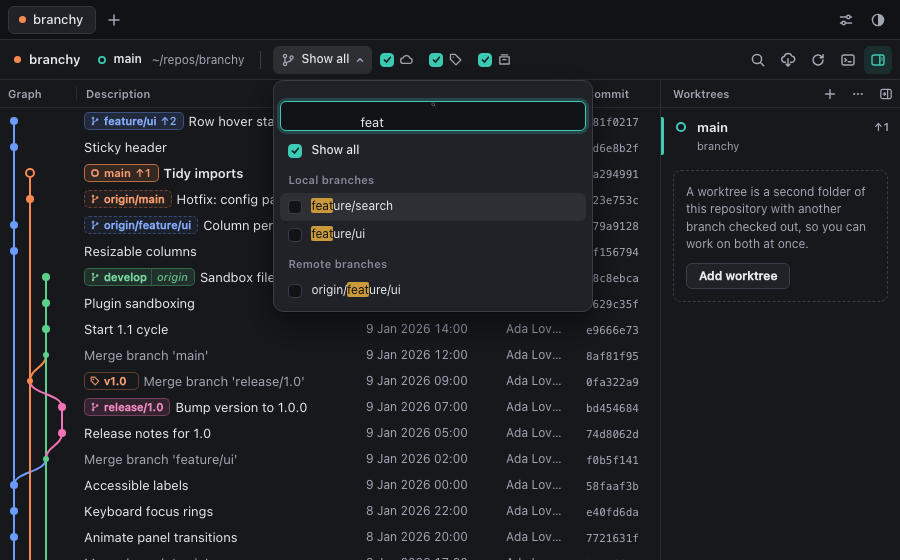 branchy
branchy main ~/repos/branchy Show all
Graph Description ommit Worktrees
feat
Show all
Local branches
feature/search
feature/ui
Remote branches
origin/feature/ui
feature/ui ↑2 Row hover sta 81f0217
Sticky header d6e8b2f
main ↑1 Tidy imports a294991
origin/main Hotfix: config pa 23e753c
origin/feature/ui Column per 79a9128
Resizable columns f156794
develop origin Sandbox file 8c8ebca
Plugin sandboxing 629c35f
Start 1.1 cycle 9 Jan 2026 14:00 Ada Lov… e9666e73
Merge branch 'main' 9 Jan 2026 12:00 Ada Lov… 8af81f95
v1.0 Merge branch 'release/1.0' 9 Jan 2026 09:00 Ada Lov… 0fa322a9
release/1.0 Bump version to 1.0.0 9 Jan 2026 07:00 Ada Lov… bd454684
Release notes for 1.0 9 Jan 2026 05:00 Ada Lov… 74d8062d
Merge branch 'feature/ui' 9 Jan 2026 02:00 Ada Lov… f0b5f141
Accessible labels 9 Jan 2026 00:00 Ada Lov… 58faaf3b
Keyboard focus rings 8 Jan 2026 22:00 Ada Lov… e40fd6da
Animate panel transitions 8 Jan 2026 20:00 Ada Lov… 7721631f
main ↑1
branchy
A worktree is a second folder of
this repository with another
branch checked out, so you can
work on both at once.
Add worktree